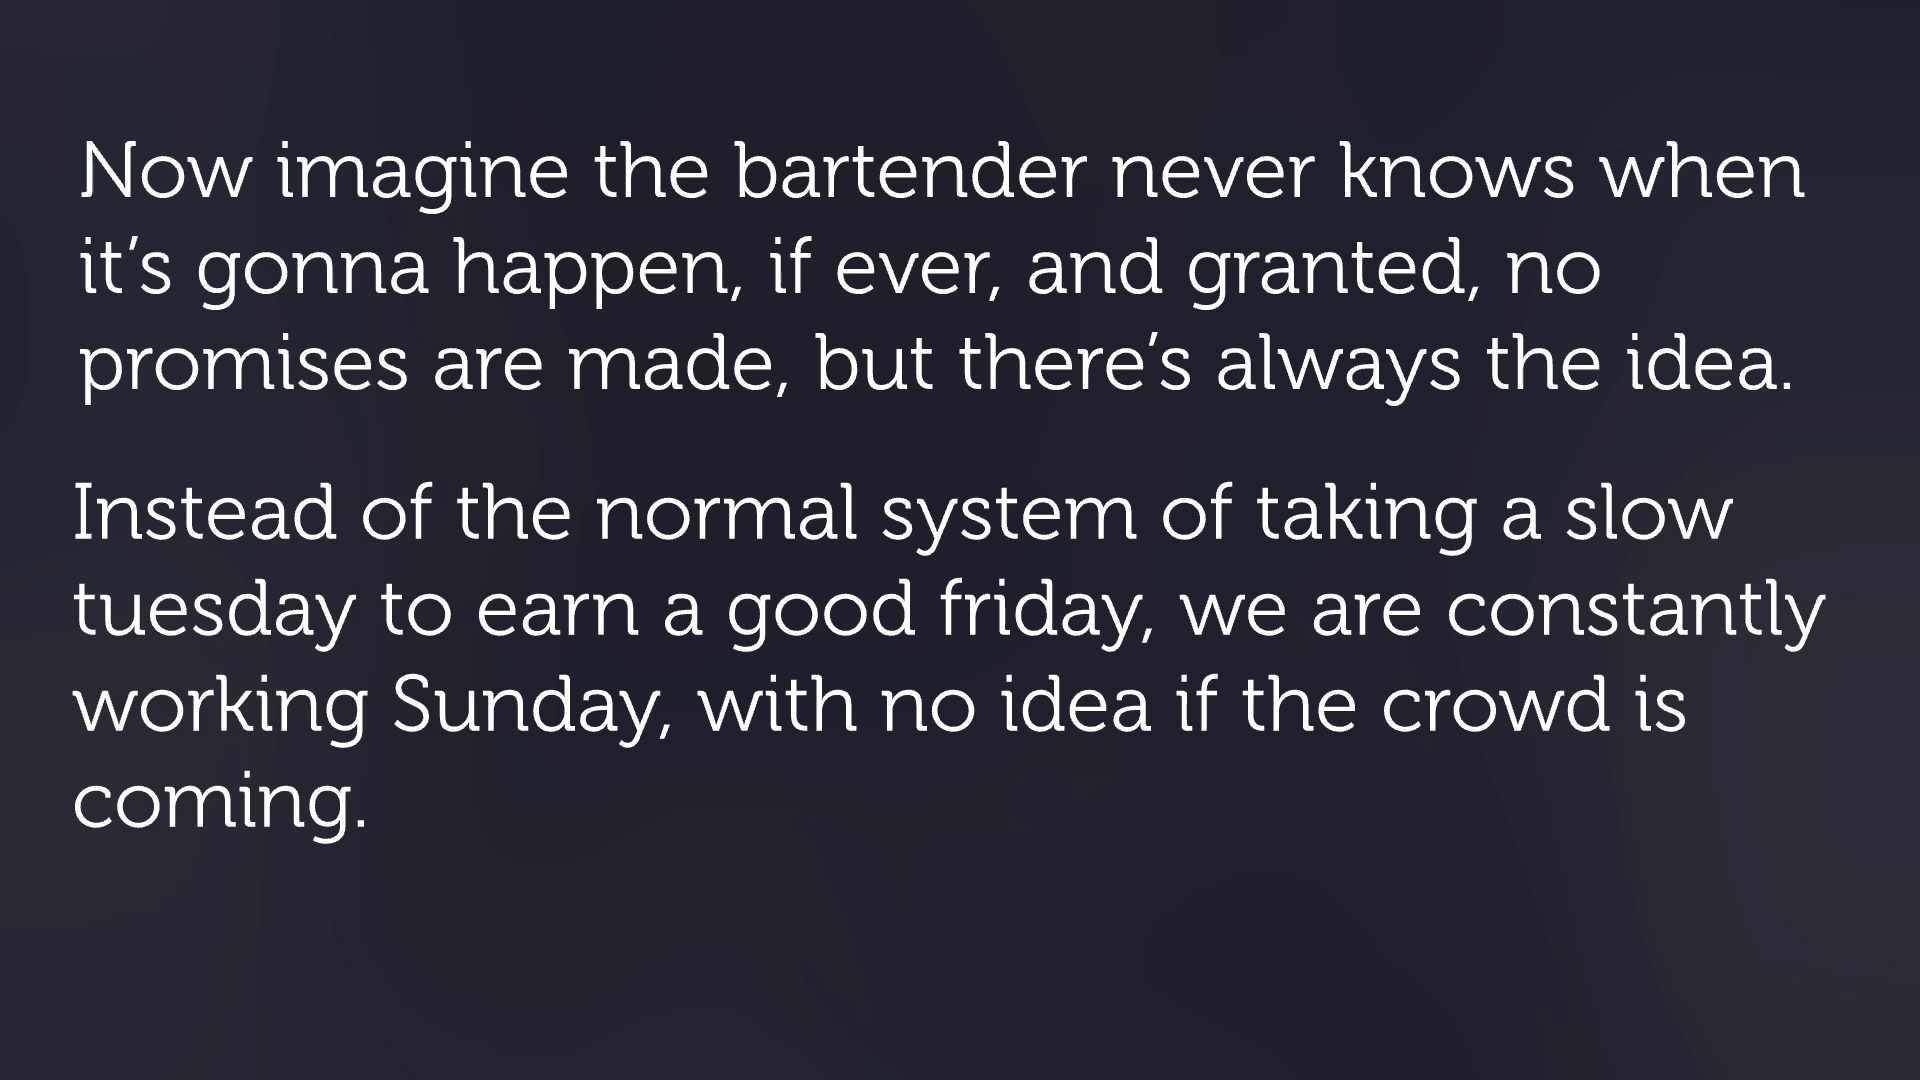 Now imagine the bartender never knows when
it’s gonna happen, if ever, and granted, no
promises are made, but there’s always the idea.
Instead of the normal system of taking a slow
tuesday to earn a good friday, we are constantly
working Sunday, with no idea if the crowd is
coming.